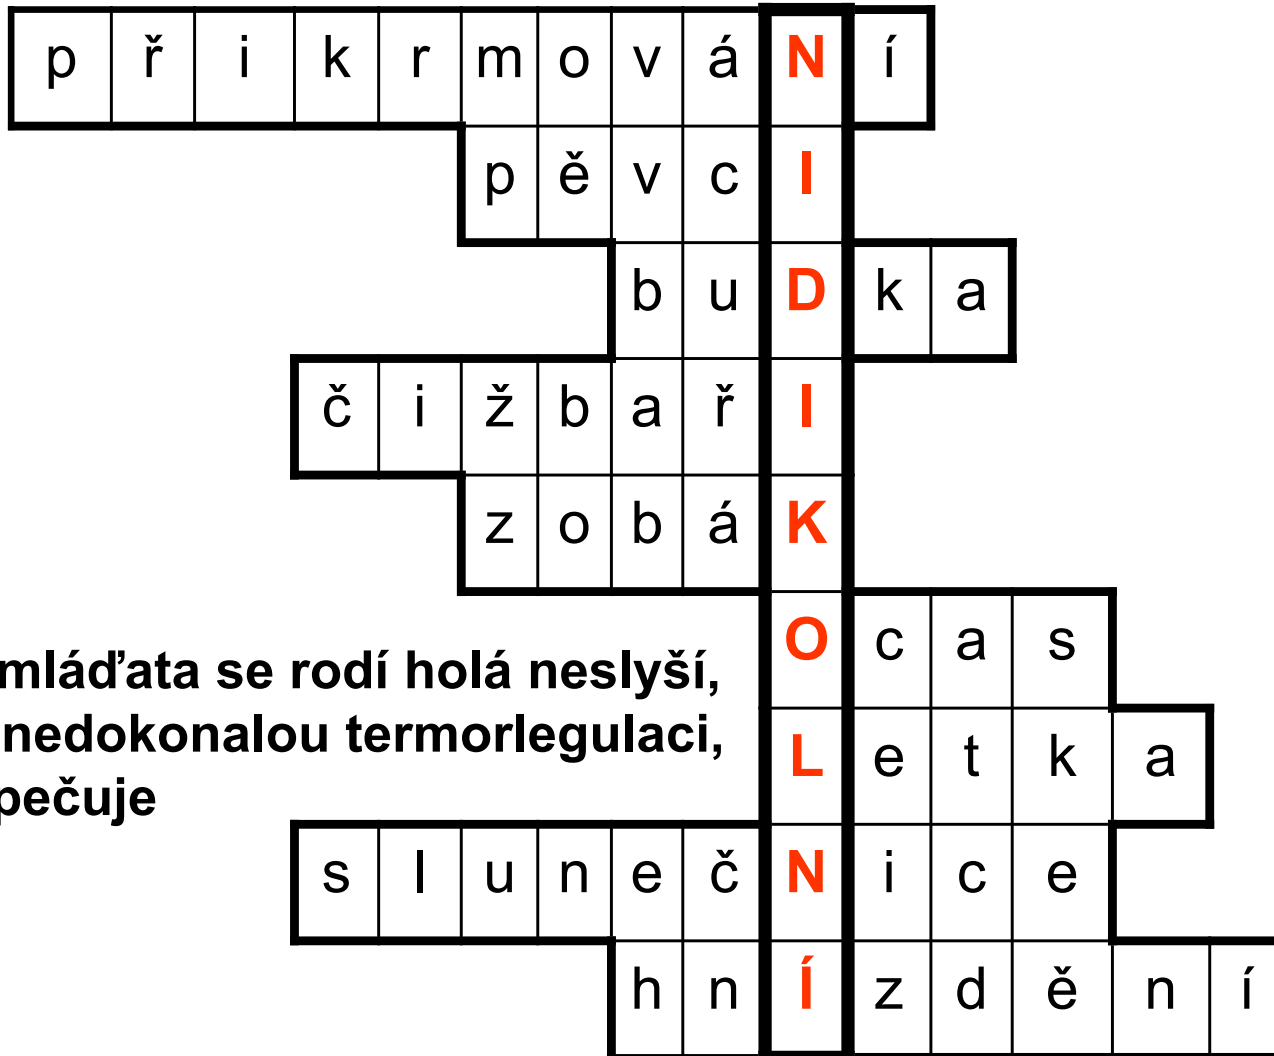 přikrmováNí
pěvcI
buDka
čižbařI
zobáK
Ocas
mláďata se rodí holá neslyší,
nedokonalou termorlegulaci,
Letka
pečuje
slunečNice
hnÍzdění